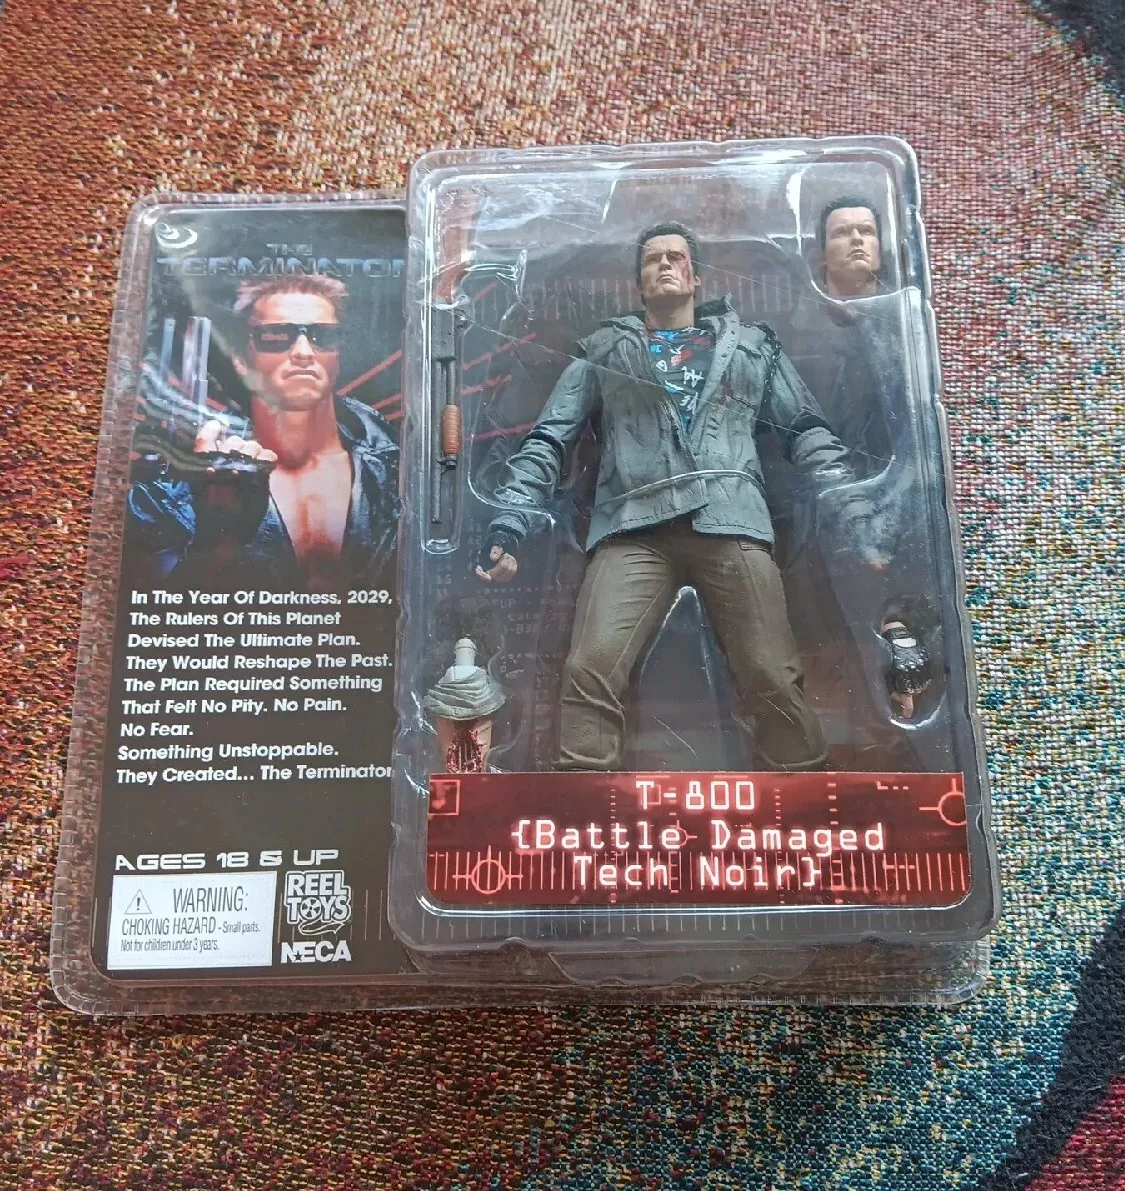 THE
TERMINATOR
In The Year Of Darkness, 2029,
The Rulers Of This Planet
Devised The Ultimate Plan.
They Would Reshape The Past.
The Plan Required Something
That Felt No Pity. No Pain.
No Fear.
Something Unstoppable.
They Created... The Terminator
AGES 18 & UP
WARNING:
CHOKING HAZARD - Small parts.
Not for children under 3 years.
REEL
TOYS
NECA
T-800
{Battle Damaged
Tech Noir}